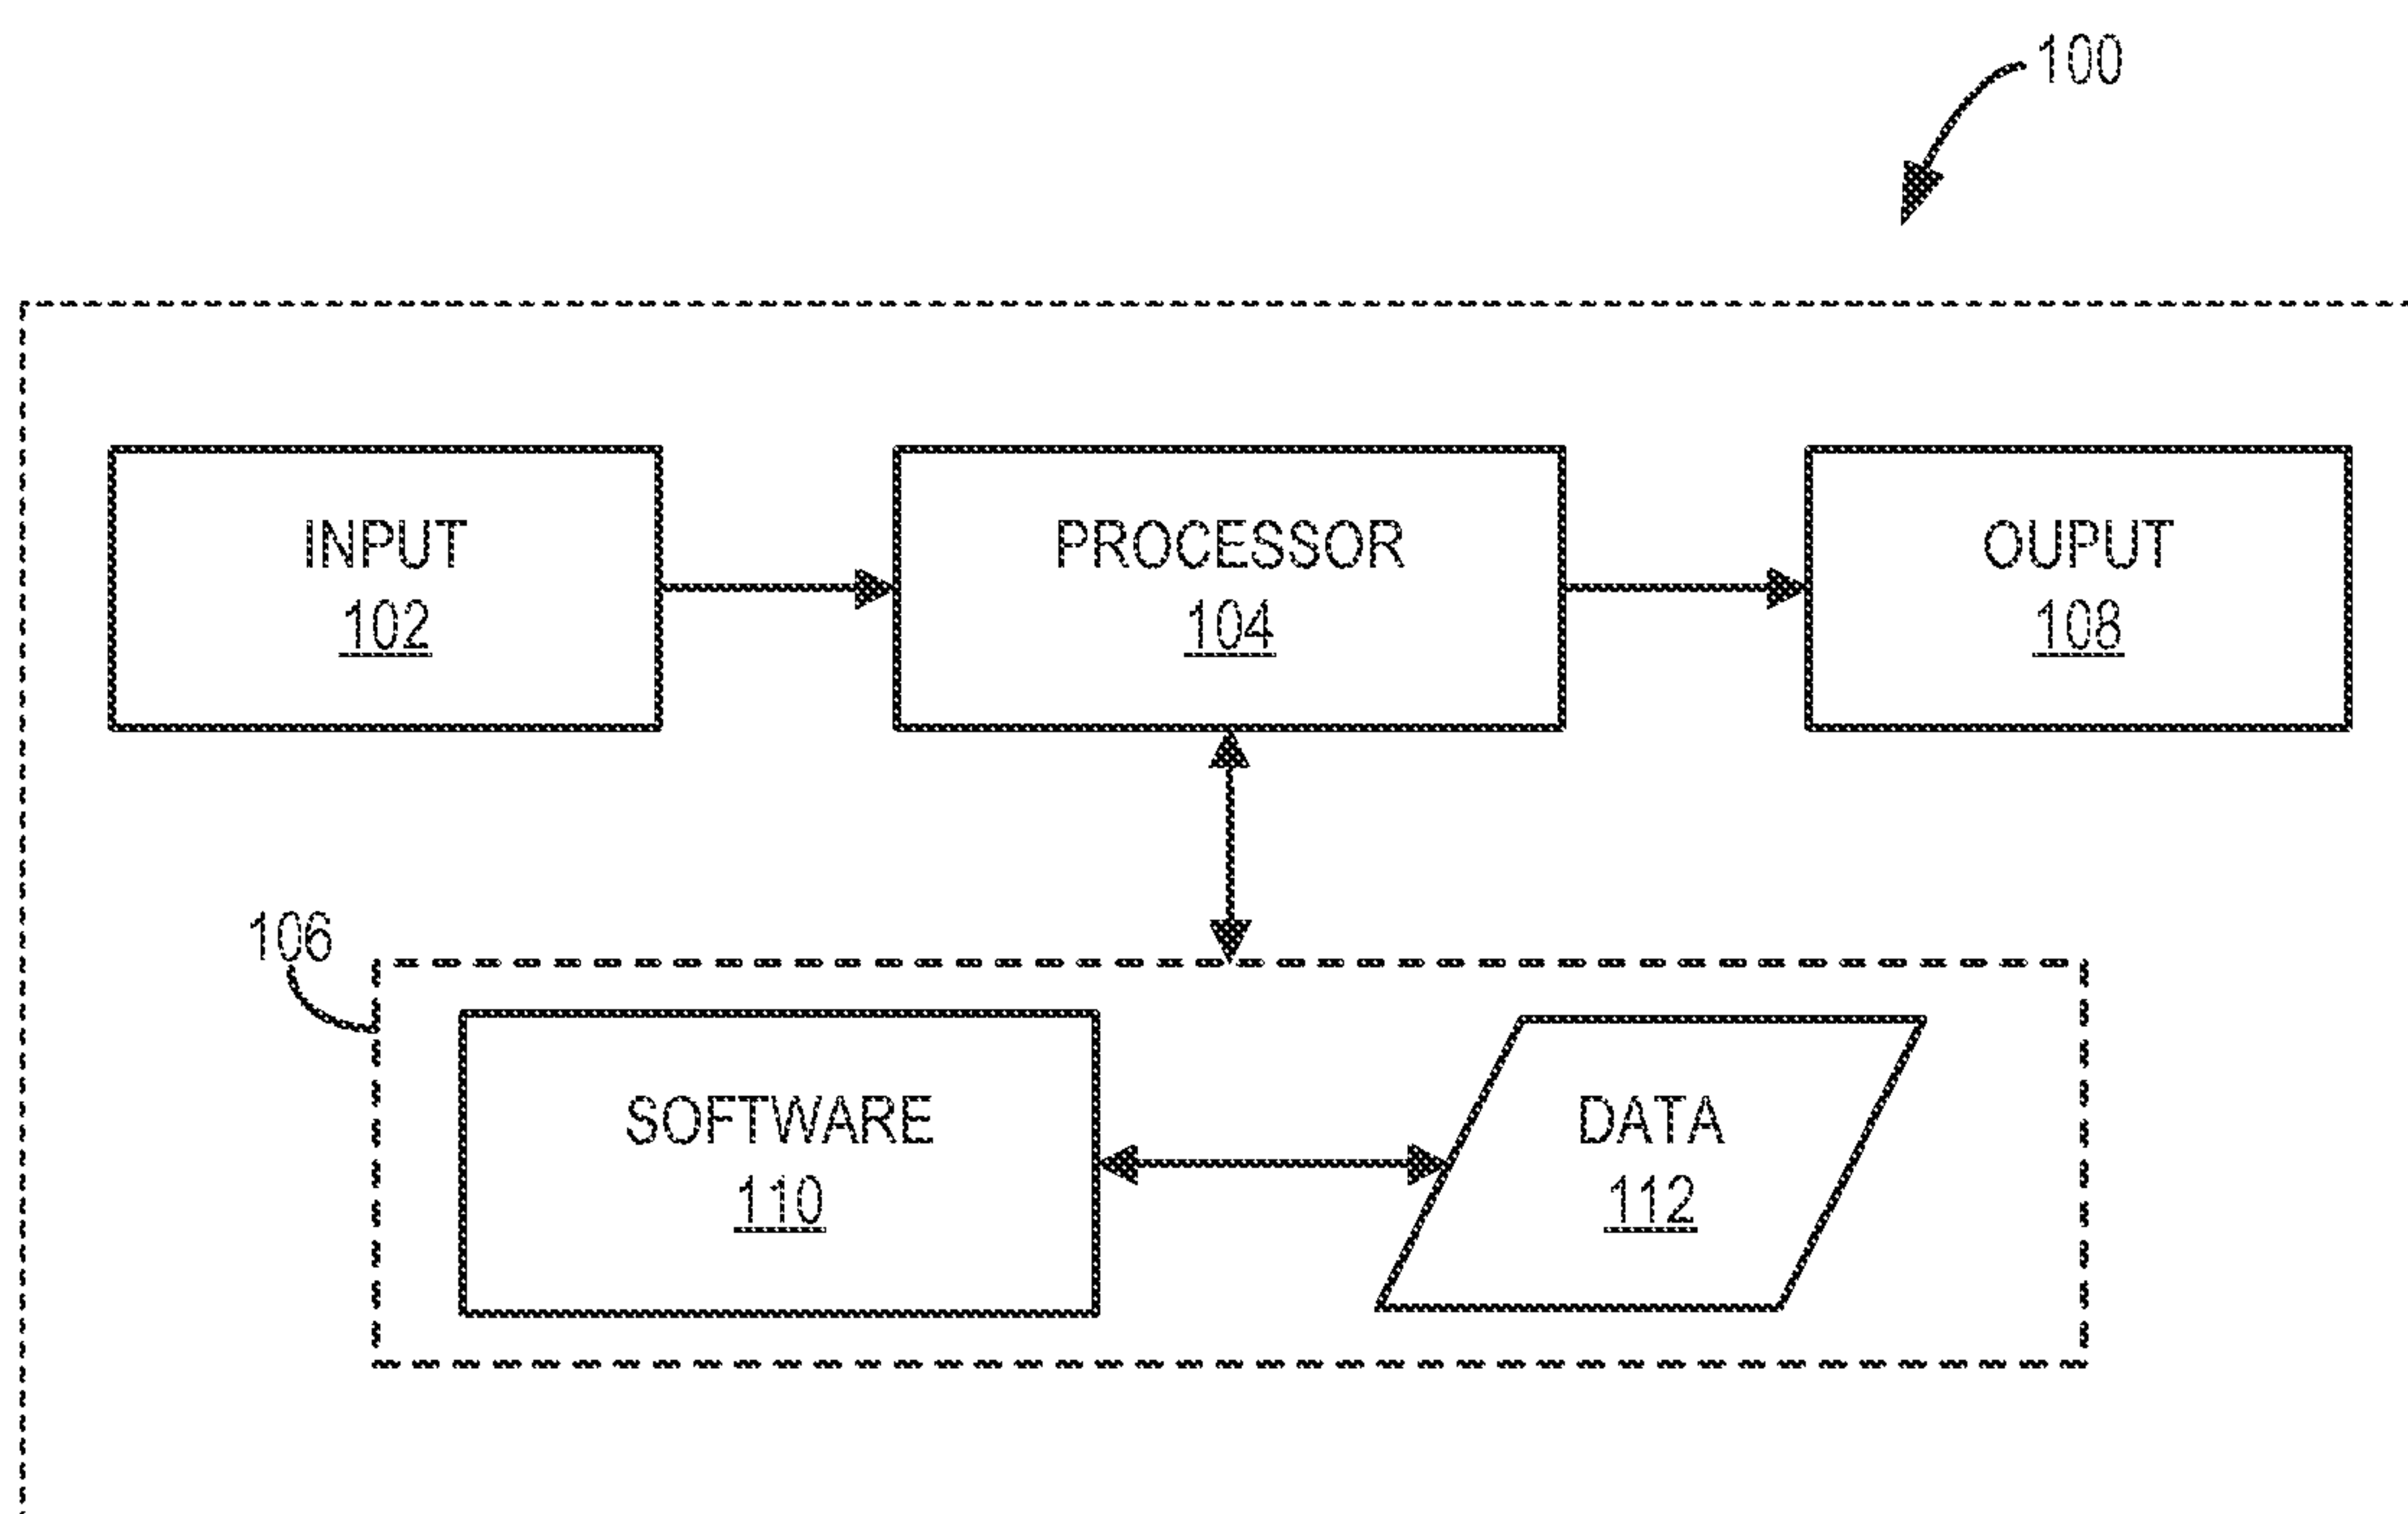 100
INPUT
102
PROCESSOR
104
OUPUT
108
106
SOFTWARE
110
DATA
112